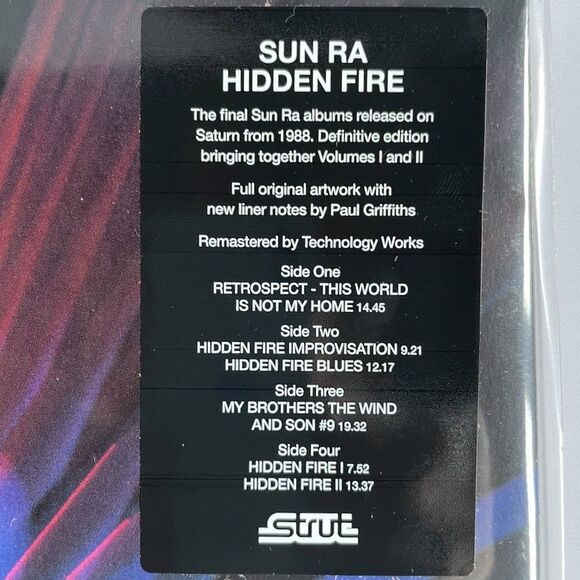 SUN RA
HIDDEN FIRE
The final Sun Ra albums released on
Saturn from 1988. Definitive edition
bringing together Volumes I and II
Full original artwork with
new liner notes by Paul Griffiths
Remastered by Technology Works
Side One
RETROSPECT - THIS WORLD
IS NOT MY HOME 14.45
Side Two
HIDDEN FIRE IMPROVISATION 9.21
HIDDEN FIRE BLUES 12.17
Side Three
MY BROTHERS THE WIND
AND SON #9 19.32
Side Four
HIDDEN FIRE I 7.52
HIDDEN FIRE II 13.37
Strut